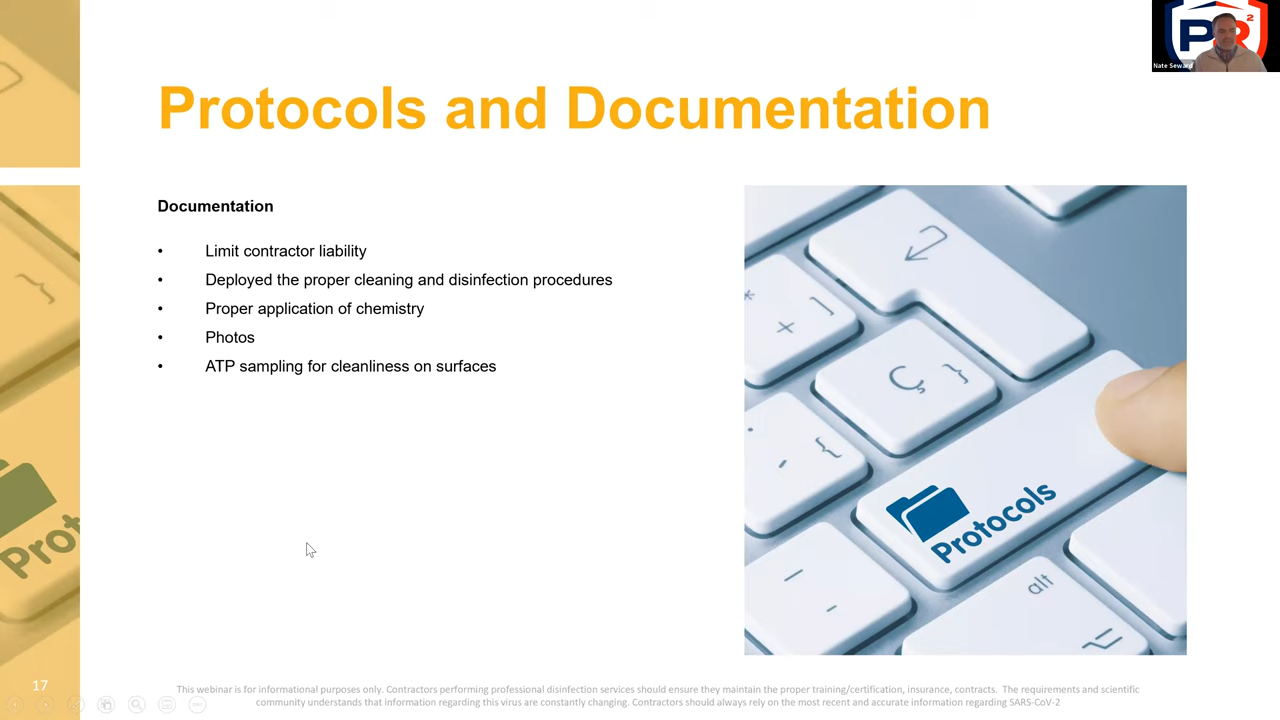 PR²
Nate Seward
Protocols and Documentation
Documentation
• Limit contractor liability
• Deployed the proper cleaning and disinfection procedures
• Proper application of chemistry
• Photos
• ATP sampling for cleanliness on surfaces
*
+
]
Ç }
{
Protocols
alt
Prot
17
This webinar is for informational purposes only. Contractors performing professional disinfection services should ensure they maintain the proper training/certification, insurance, contracts. The requirements and scientific
community understands that information regarding this virus are constantly changing. Contractors should always rely on the most recent and accurate information regarding SARS-CoV-2